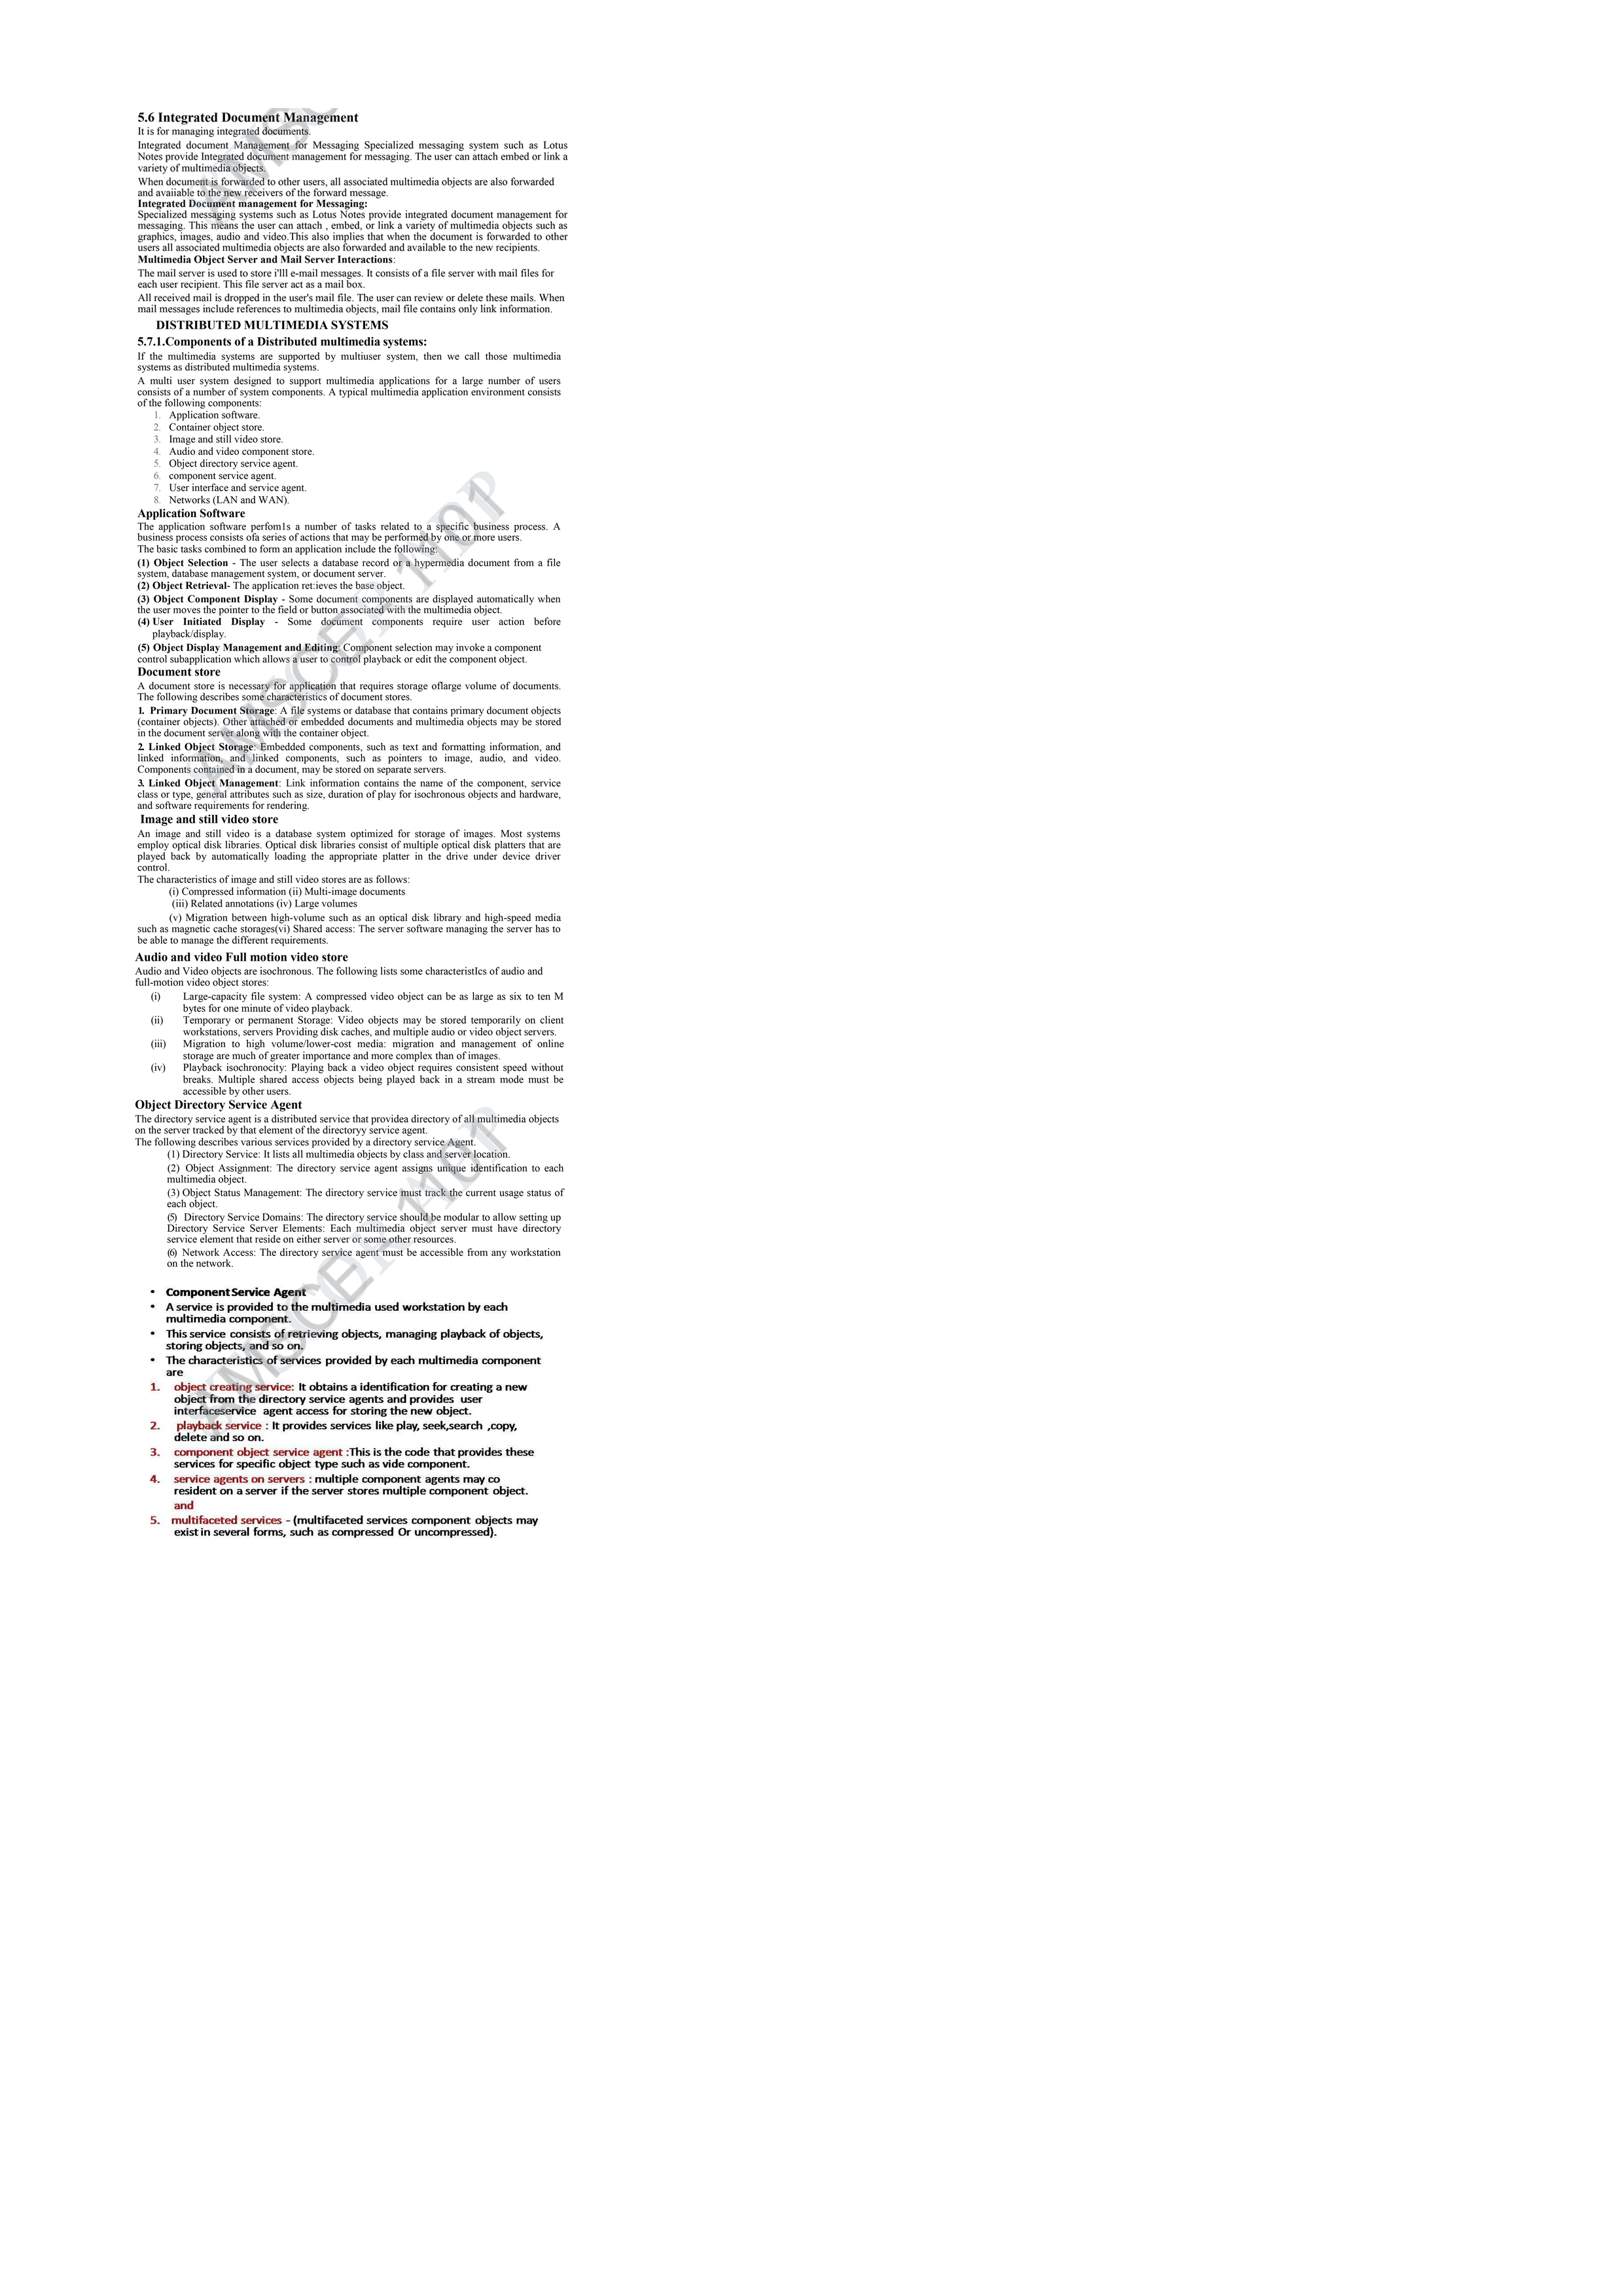 5.6 Integrated Document Management
It is for managing integrated documents.
Integrated document Management for Messaging Specialized messaging system such as Lotus
Notes provide Integrated document management for messaging. The user can attach embed or link a
variety of multimedia objects.
When document is forwarded to other users, all associated multimedia objects are also forwarded
and avaiiable to the new receivers of the forward message.
Integrated Document management for Messaging:
Specialized messaging systems such as Lotus Notes provide integrated document management for
messaging. This means the user can attach , embed, or link a variety of multimedia objects such as
graphics, images, audio and video.This also implies that when the document is forwarded to other
users all associated multimedia objects are also forwarded and available to the new recipients.
Multimedia Object Server and Mail Server Interactions:
The mail server is used to store i'lll e-mail messages. It consists of a file server with mail files for
each user recipient. This file server act as a mail box.
All received mail is dropped in the user's mail file. The user can review or delete these mails. When
mail messages include references to multimedia objects, mail file contains only link information.
DISTRIBUTED MULTIMEDIA SYSTEMS
5.7.1.Components of a Distributed multimedia systems:
If the multimedia systems are supported by multiuser system, then we call those multimedia
systems as distributed multimedia systems.
A multi user system designed to support multimedia applications for a large number of users
consists of a number of system components. A typical multimedia application environment consists
of the following components:
1. Application software.
2. Container object store.
3. Image and still video store.
4. Audio and video component store.
5. Object directory service agent.
6. component service agent.
7. User interface and service agent.
8. Networks (LAN and WAN).
Application Software
The application software perfom1s a number of tasks related to a specific business process. A
business process consists ofa series of actions that may be performed by one or more users.
The basic tasks combined to form an application include the following:
(1) Object Selection - The user selects a database record or a hypermedia document from a file
system, database management system, or document server.
(2) Object Retrieval- The application ret:ieves the base object.
(3) Object Component Display - Some document components are displayed automatically when
the user moves the pointer to the field or button associated with the multimedia object.
(4) User Initiated Display - Some document components require user action before
playback/display.
(5) Object Display Management and Editing: Component selection may invoke a component
control subapplication which allows a user to control playback or edit the component object.
Document store
A document store is necessary for application that requires storage oflarge volume of documents.
The following describes some characteristics of document stores.
1. Primary Document Storage: A file systems or database that contains primary document objects
(container objects). Other attached or embedded documents and multimedia objects may be stored
in the document server along with the container object.
2. Linked Object Storage: Embedded components, such as text and formatting information, and
linked information, and linked components, such as pointers to image, audio, and video.
Components contained in a document, may be stored on separate servers.
3. Linked Object Management: Link information contains the name of the component, service
class or type, general attributes such as size, duration of play for isochronous objects and hardware,
and software requirements for rendering.
Image and still video store
An image and still video is a database system optimized for storage of images. Most systems
employ optical disk libraries. Optical disk libraries consist of multiple optical disk platters that are
played back by automatically loading the appropriate platter in the drive under device driver
control.
The characteristics of image and still video stores are as follows:
(i) Compressed information (ii) Multi-image documents
(iii) Related annotations (iv) Large volumes
(v) Migration between high-volume such as an optical disk library and high-speed media
such as magnetic cache storages(vi) Shared access: The server software managing the server has to
be able to manage the different requirements.
Audio and video Full motion video store
Audio and Video objects are isochronous. The following lists some characteristIcs of audio and
full-motion video object stores:
(i) Large-capacity file system: A compressed video object can be as large as six to ten M
bytes for one minute of video playback.
(ii) Temporary or permanent Storage: Video objects may be stored temporarily on client
workstations, servers Providing disk caches, and multiple audio or video object servers.
(iii) Migration to high volume/lower-cost media: migration and management of online
storage are much of greater importance and more complex than of images.
(iv) Playback isochronocity: Playing back a video object requires consistent speed without
breaks. Multiple shared access objects being played back in a stream mode must be
accessible by other users.
Object Directory Service Agent
The directory service agent is a distributed service that providea directory of all multimedia objects
on the server tracked by that element of the directoryy service agent.
The following describes various services provided by a directory service Agent.
(1) Directory Service: It lists all multimedia objects by class and server location.
(2) Object Assignment: The directory service agent assigns unique identification to each
multimedia object.
(3) Object Status Management: The directory service must track the current usage status of
each object.
(5) Directory Service Domains: The directory service should be modular to allow setting up
Directory Service Server Elements: Each multimedia object server must have directory
service element that reside on either server or some other resources.
(6) Network Access: The directory service agent must be accessible from any workstation
on the network.
• Component Service Agent
• A service is provided to the multimedia used workstation by each
multimedia component.
• This service consists of retrieving objects, managing playback of objects,
storing objects, and so on.
• The characteristics of services provided by each multimedia component
are
1. object creating service: It obtains a identification for creating a new
object from the directory service agents and provides user
interfaceservice agent access for storing the new object.
2. playback service : It provides services like play, seek,search ,copy,
delete and so on.
3. component object service agent :This is the code that provides these
services for specific object type such as vide component.
4. service agents on servers : multiple component agents may co
resident on a server if the server stores multiple component object.
and
5. multifaceted services – (multifaceted services component objects may
exist in several forms, such as compressed Or uncompressed).